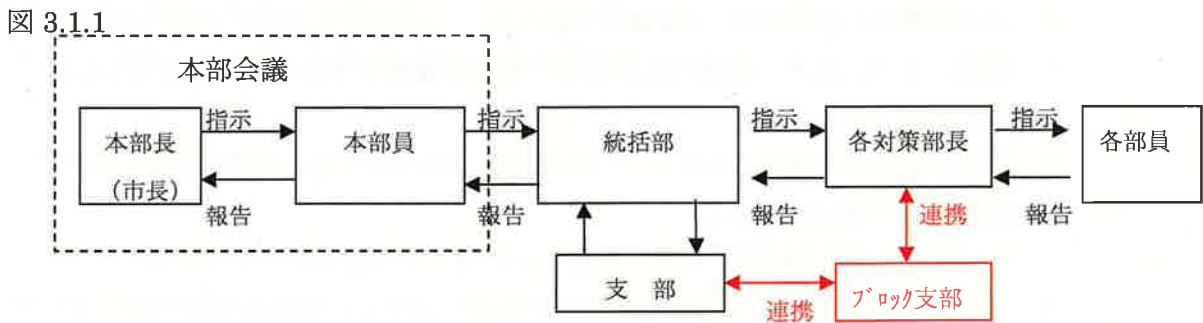 図 3.1.1
本部会議
指示
指示
指示
指示
本部長
（市長）
本部員
統括部
各対策部長
各部員
報告
報告
報告
連携
報告
支　部
連携
ブロック支部